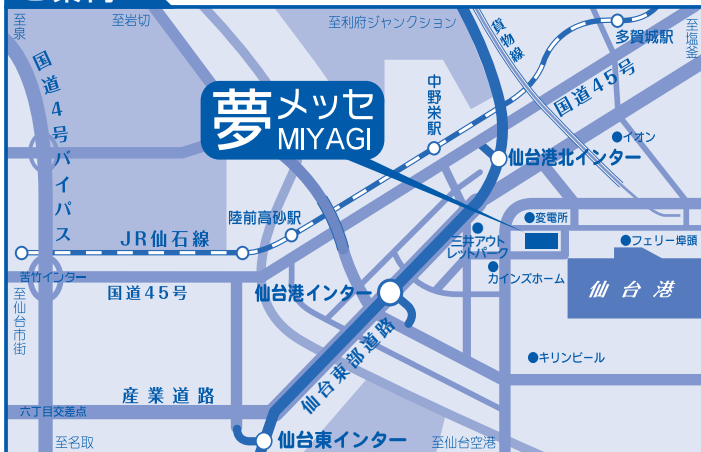 至泉
至岩切
至利府ジャンクション
貨物線
多賀城駅
至塩釜
国道4号バイパス
中野栄駅
国道45号
夢メッセ
MIYAGI
イオン
仙台港北インター
陸前高砂駅
変電所
JR仙石線
三井アウト
レットパーク
フェリー埠頭
苦竹インター
カインズホーム
国道45号
仙台港インター
仙台港
至仙台市街
仙台東部道路
キリンビール
産業道路
六丁目交差点
至名取
仙台東インター
至仙台空港